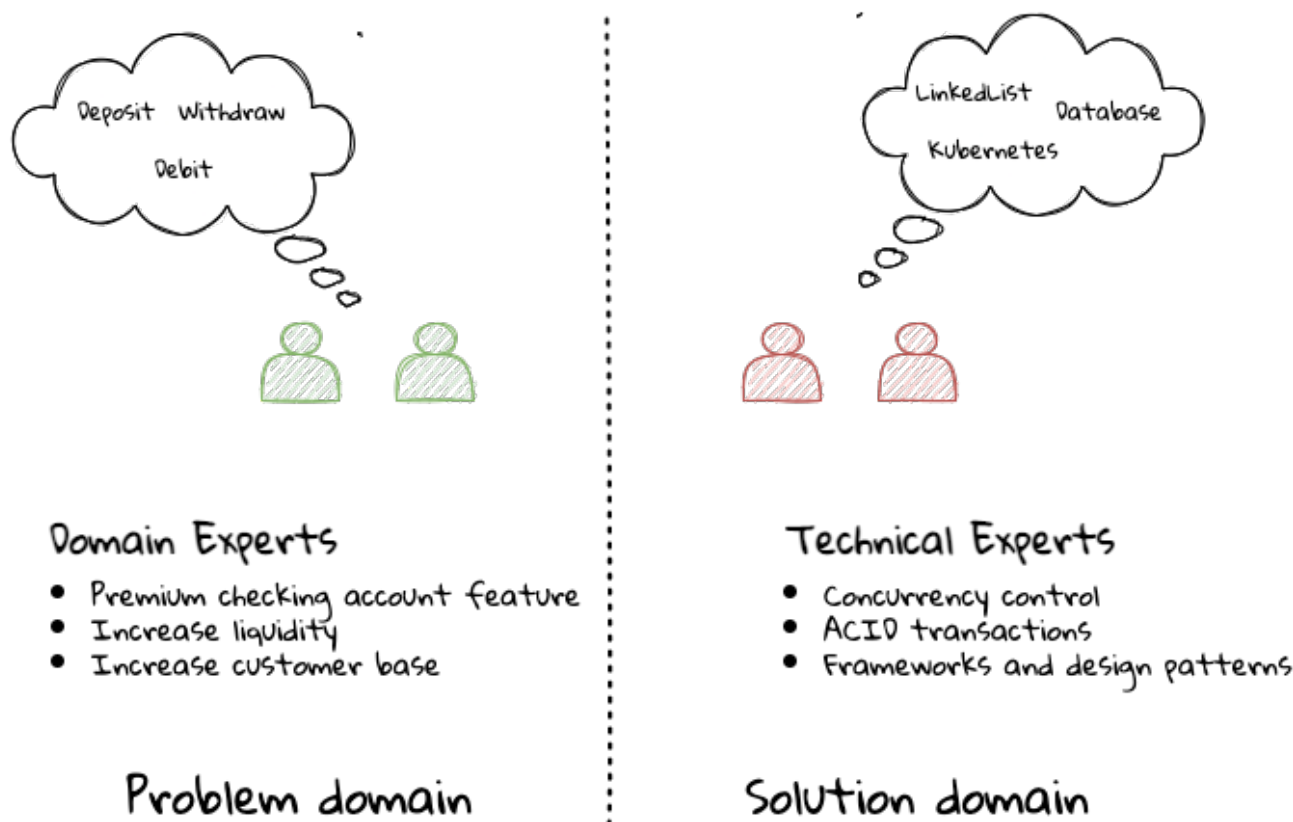 Deposit Withdraw
Debit
LinkedList
Database
Kubernetes
Domain Experts
• Premium checking account feature
• Increase liquidity
• Increase customer base
Problem domain
Technical Experts
• Concurrency control
• ACID transactions
• Frameworks and design patterns
Solution domain